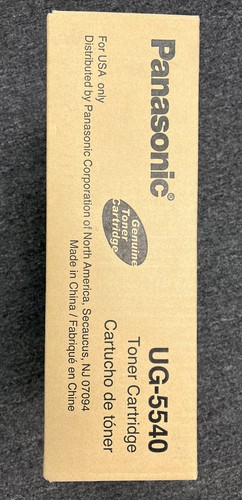 Panasonic®
Genuine
Toner
Cartridge
UG-5540
Toner Cartridge
Cartucho de tóner
For USA only
Distributed by Panasonic Corporation of North America, Secaucus, NJ 07094
Made in China / Fabriqué en Chine